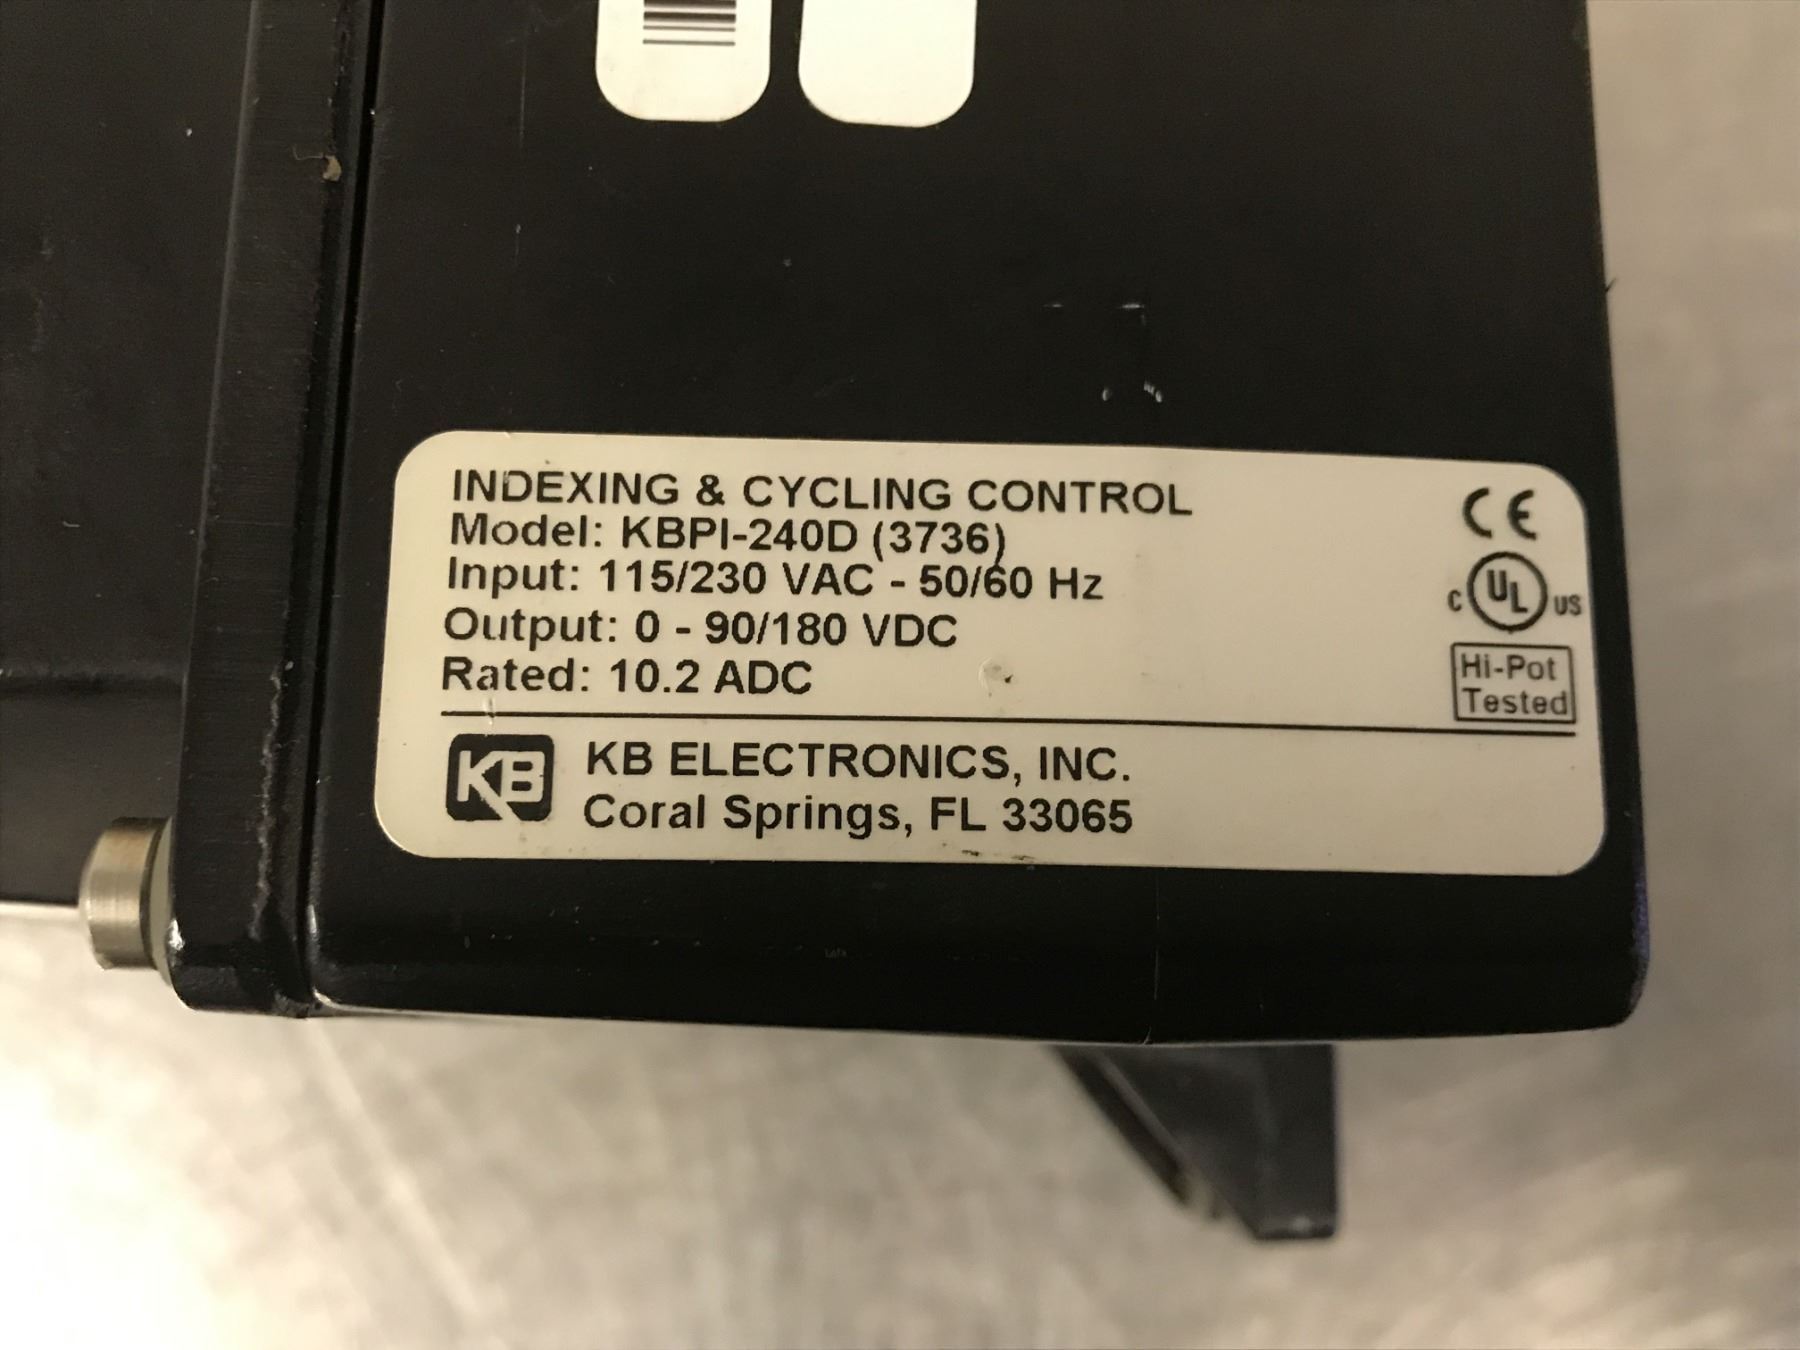 INDEXING & CYCLING CONTROL
Model: KBPI-240D (3736)
Input: 115/230 VAC - 50/60 Hz
Output: 0 - 90/180 VDC
Rated: 10.2 ADC
CE
C UL US
Hi-Pot
Tested
KB
KB ELECTRONICS, INC.
Coral Springs, FL 33065